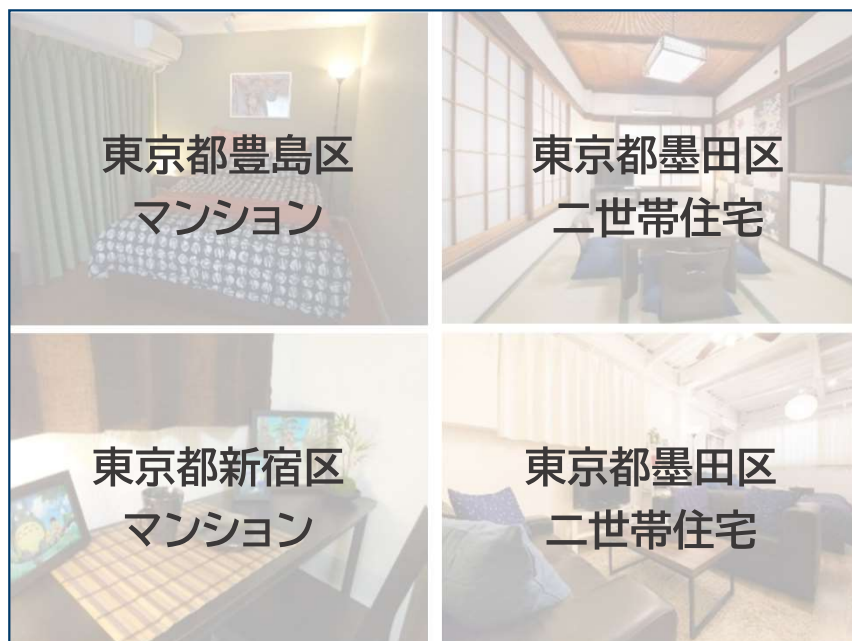 東京都豊島区
マンション
東京都墨田区
二世帯住宅
東京都新宿区
マンション
東京都墨田区
二世帯住宅